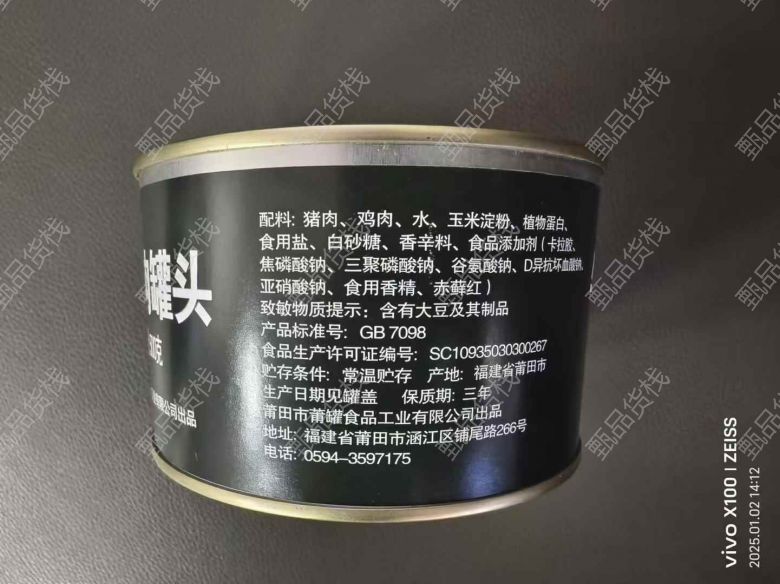 配料: 猪肉、鸡肉、水、玉米淀粉、植物蛋白、
食用盐、白砂糖、香辛料、食品添加剂(卡拉胶、
焦磷酸钠、三聚磷酸钠、谷氨酸钠、D异抗坏血酸钠、
亚硝酸钠、食用香精、赤藓红)
致敏物质提示: 含有大豆及其制品
产品标准号: GB 7098
食品生产许可证编号: SC10935030300267
贮存条件: 常温贮存 产地: 福建省莆田市
生产日期见罐盖 保质期: 三年
莆田市莆罐食品工业有限公司出品
地址: 福建省莆田市涵江区铺尾路266号
电话: 0594-3597175
罐头
克
公司出品
甄品货栈
vivo X100 | ZEISS
2025.01.02 14:12